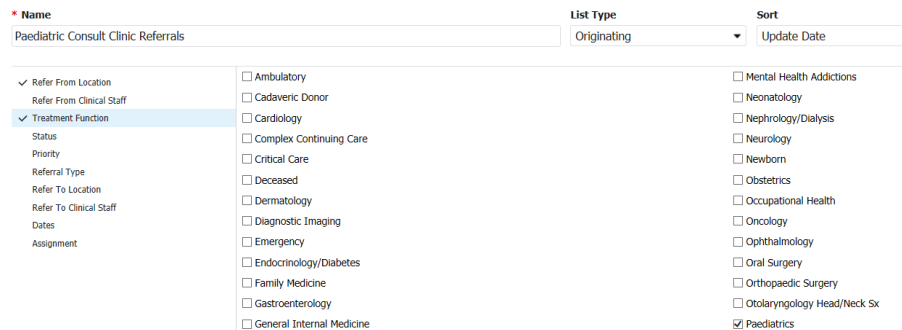 * Name
List Type
Sort
Paediatric Consult Clinic Referrals
Originating
Update Date
Refer From Location
Refer From Clinical Staff
Treatment Function
Status
Priority
Referral Type
Refer To Location
Refer To Clinical Staff
Dates
Assignment
Ambulatory
Cadaveric Donor
Cardiology
Complex Continuing Care
Critical Care
Deceased
Dermatology
Diagnostic Imaging
Emergency
Endocrinology/Diabetes
Family Medicine
Gastroenterology
General Internal Medicine
Mental Health Addictions
Neonatology
Nephrology/Dialysis
Neurology
Newborn
Obstetrics
Occupational Health
Oncology
Ophthalmology
Oral Surgery
Orthopaedic Surgery
Otolaryngology Head/Neck Sx
Paediatrics